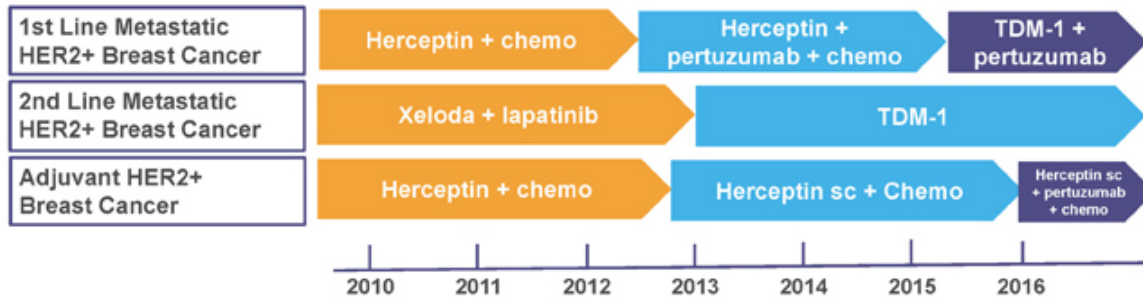 1st Line Metastatic
HER2+ Breast Cancer
Herceptin + chemo
Herceptin +
pertuzumab + chemo
TDM-1 +
pertuzumab
2nd Line Metastatic
HER2+ Breast Cancer
Xeloda + lapatinib
TDM-1
Adjuvant HER2+
Breast Cancer
Herceptin + chemo
Herceptin sc + Chemo
Herceptin sc
+ pertuzumab
+ chemo
2010 2011 2012 2013 2014 2015 2016